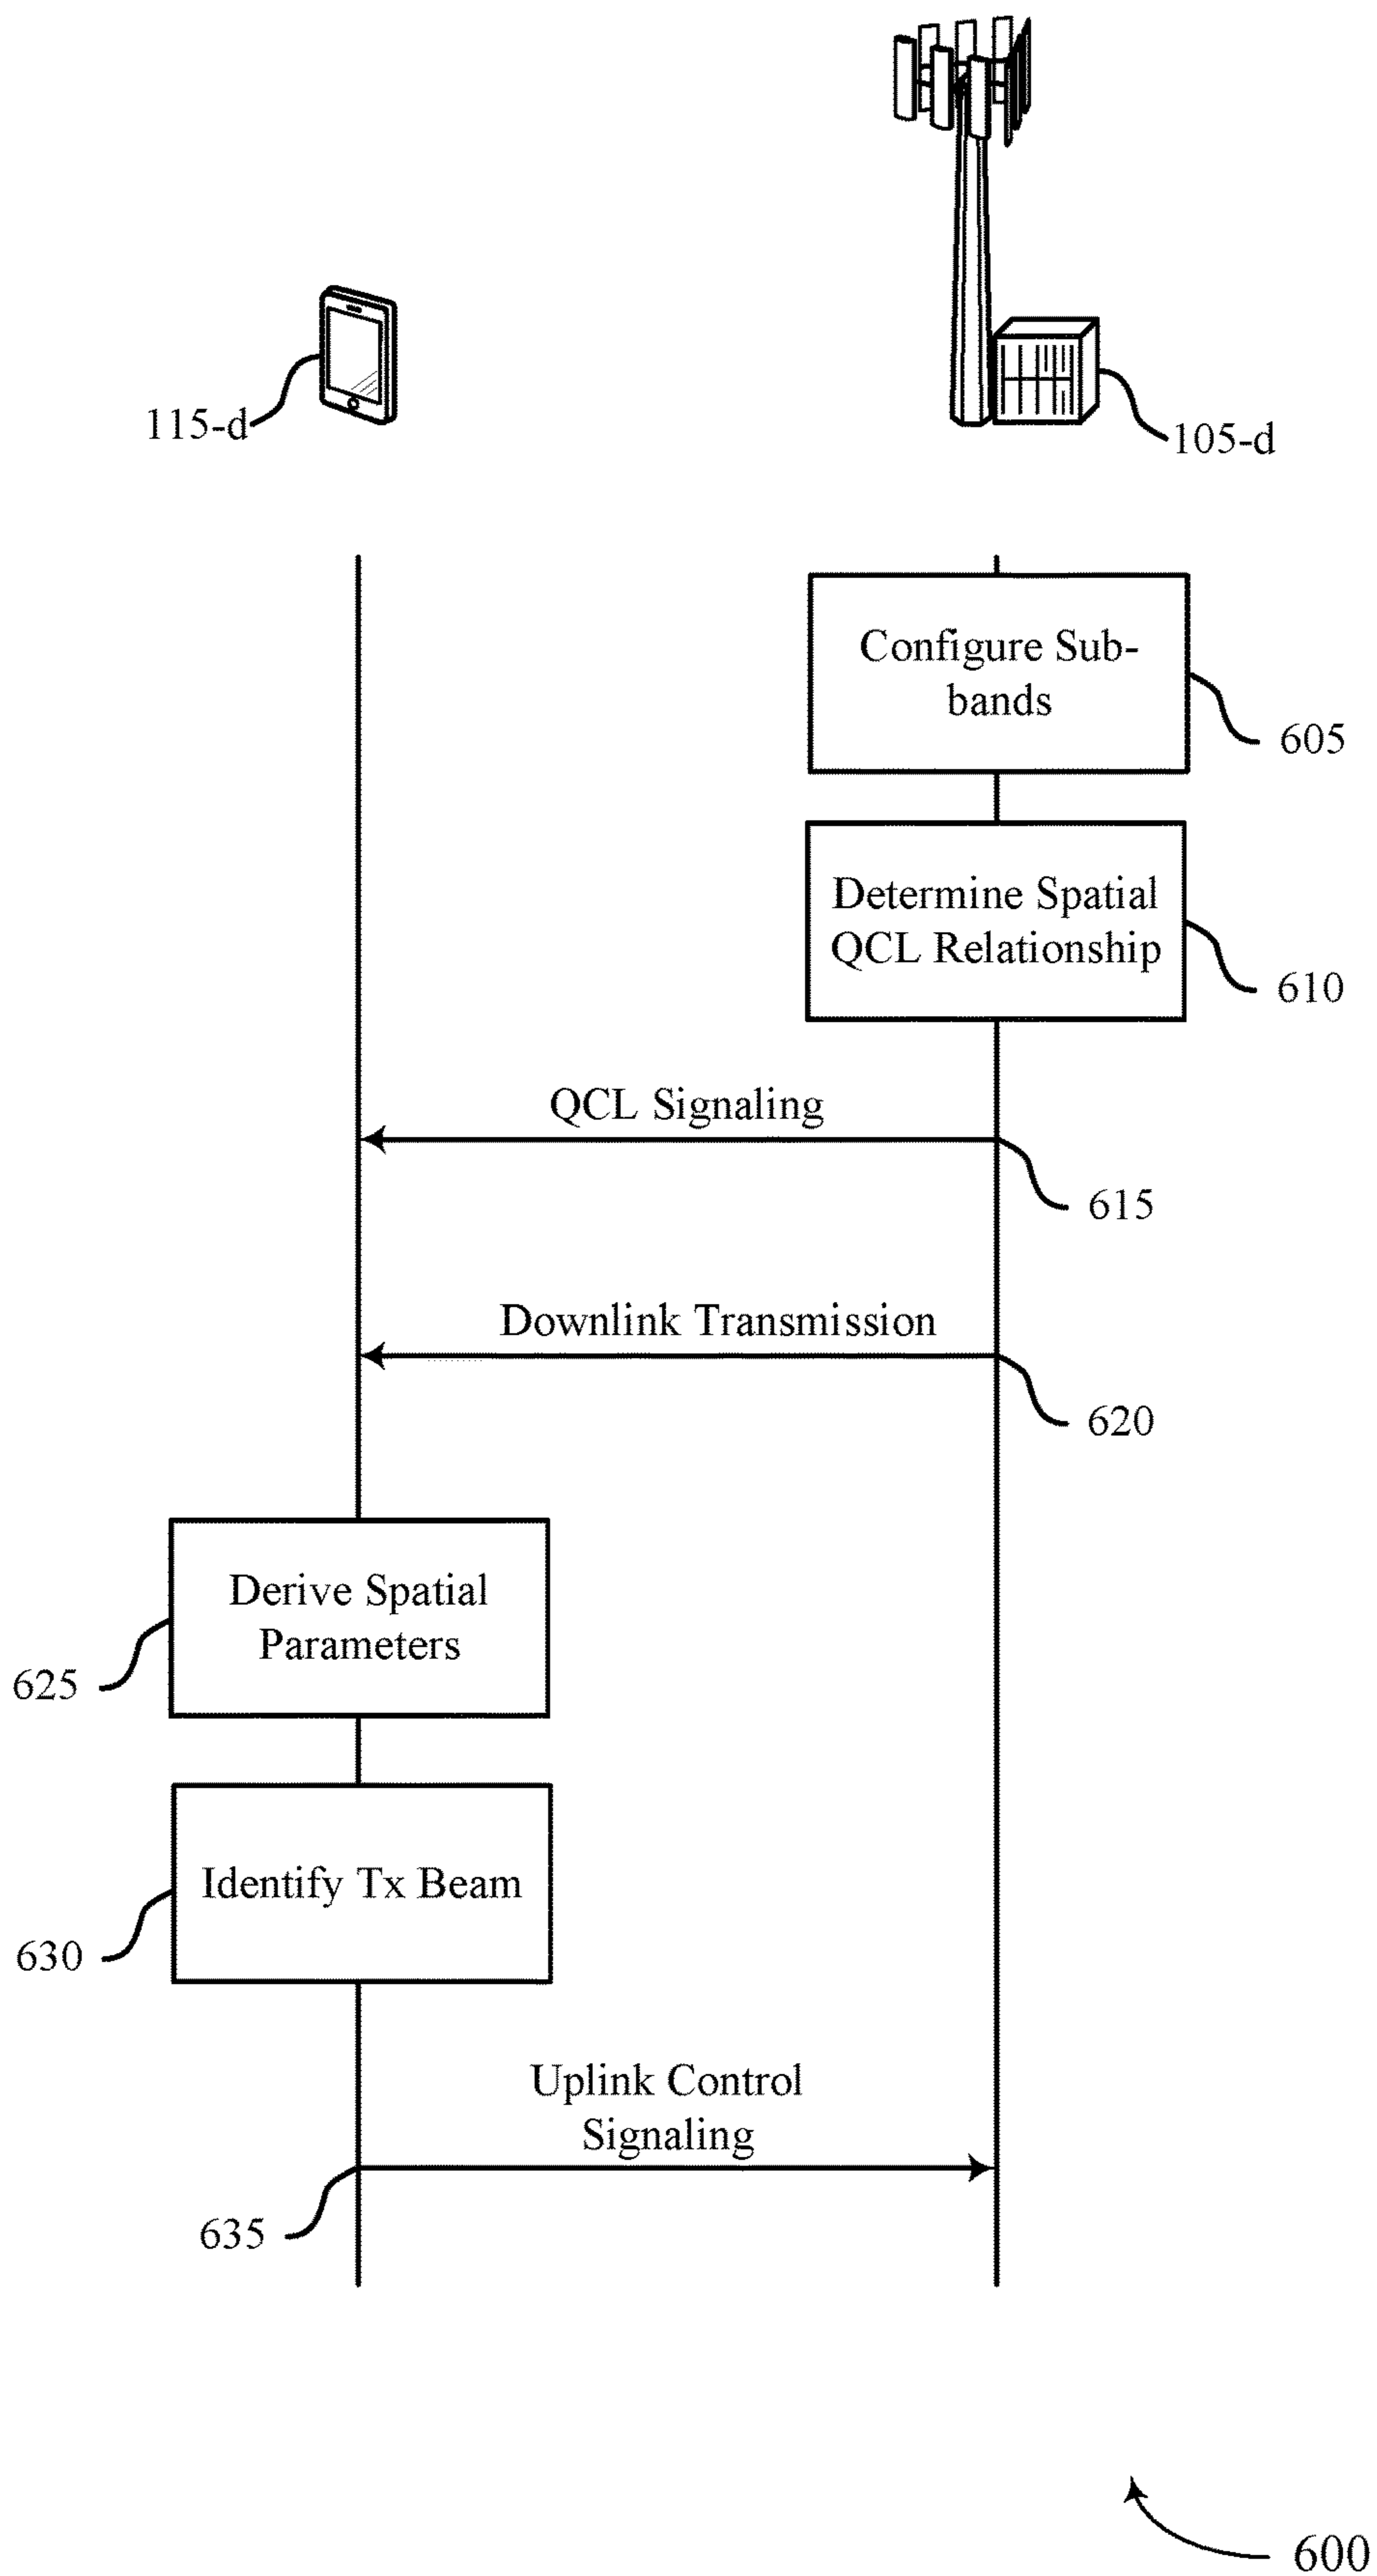 115-d
105-d
Configure Sub-
bands
605
Determine Spatial
QCL Relationship
610
QCL Signaling
615
Downlink Transmission
620
Derive Spatial
Parameters
625
Identify Tx Beam
630
Uplink Control
Signaling
635
600